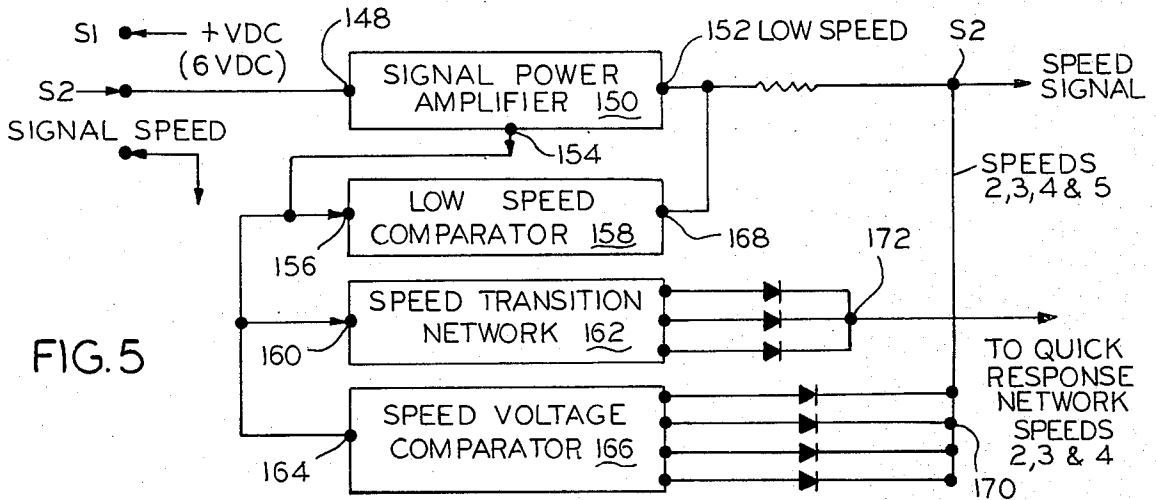 S1
+VDC
(6 VDC)
148
152 LOW SPEED
S2
S2
SIGNAL POWER
AMPLIFIER 150
SPEED
SIGNAL
SIGNAL SPEED
154
SPEEDS
2,3,4 & 5
LOW SPEED
COMPARATOR 158
156
168
172
SPEED TRANSITION
NETWORK 162
160
FIG.5
TO QUICK
RESPONSE
NETWORK
SPEEDS
2,3 & 4
SPEED VOLTAGE
COMPARATOR 166
164
170